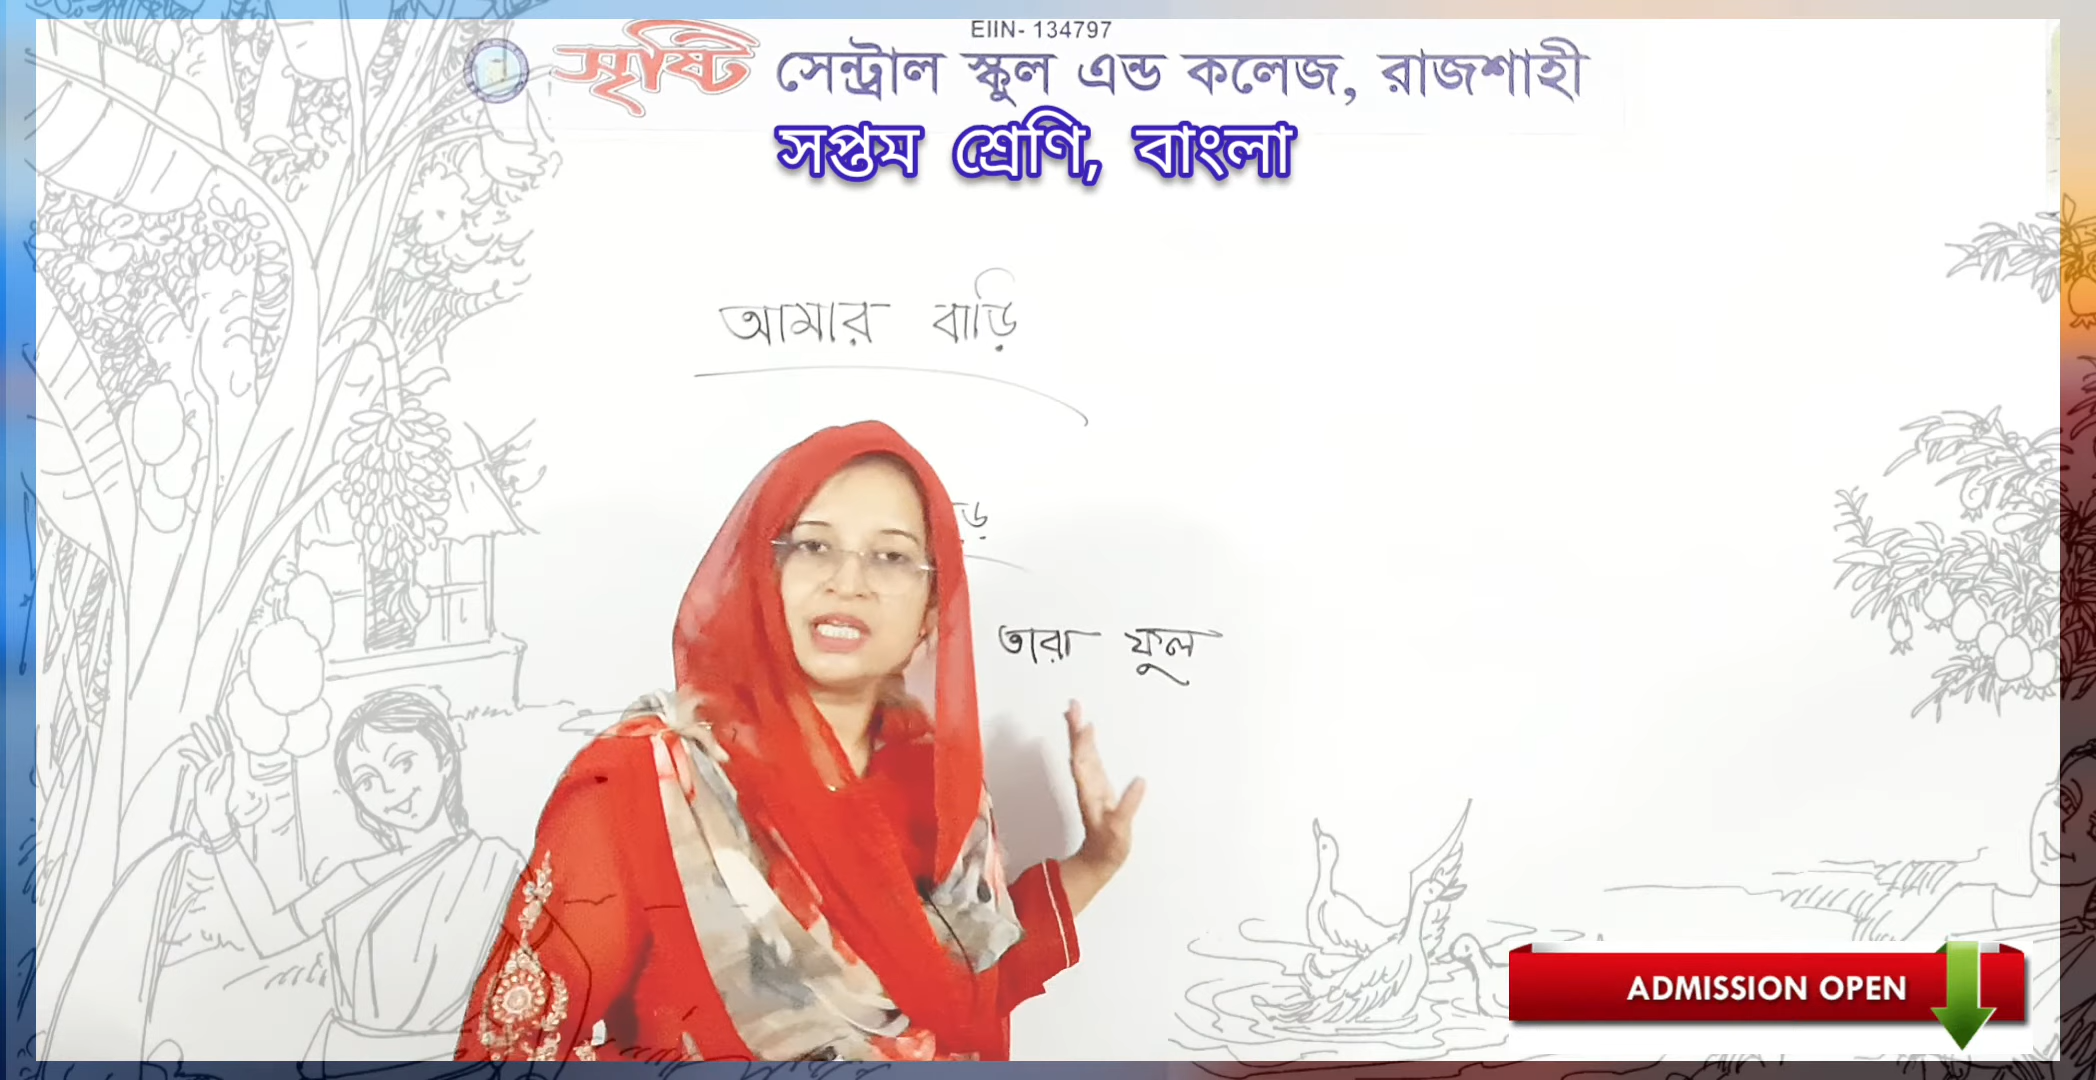 EIIN- 134797
সৃষ্টি সেন্ট্রাল স্কুল এন্ড কলেজ, রাজশাহী
সপ্তম শ্রেণি, বাংলা
আমার বাড়ি
তারা ফুল
ADMISSION OPEN